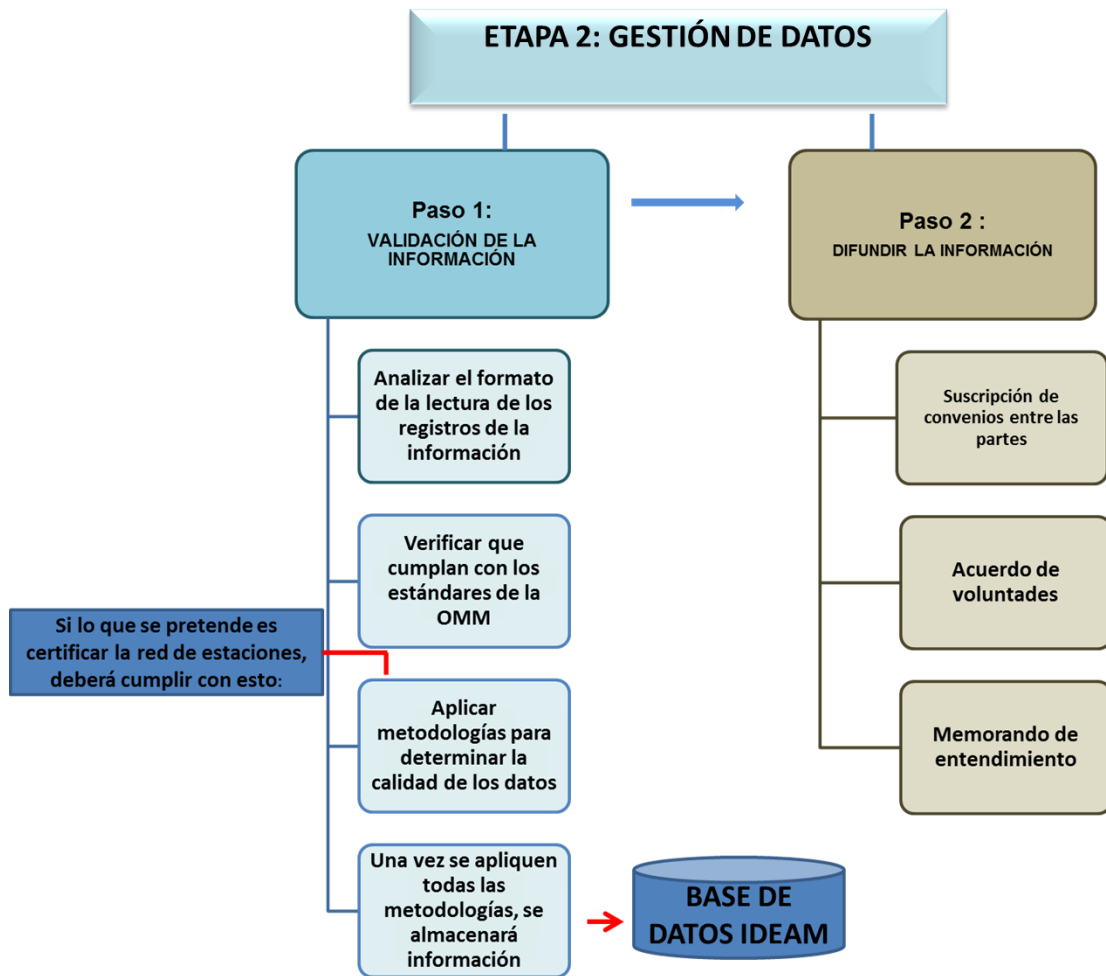 ETAPA 2: GESTIÓN DE DATOS
Paso 1:
VALIDACIÓN DE LA
INFORMACIÓN
Paso 2 :
DIFUNDIR LA INFORMACIÓN
Analizar el formato
de la lectura de los
registros de la
información
Verificar que
cumplan con los
estándares de la
OMM
Si lo que se pretende es
certificar la red de estaciones,
deberá cumplir con esto:
Aplicar
metodologías para
determinar la
calidad de los datos
Una vez se apliquen
todas las
metodologías, se
almacenará
información
BASE DE
DATOS IDEAM
Suscripción de
convenios entre las
partes
Acuerdo de
voluntades
Memorando de
entendimiento